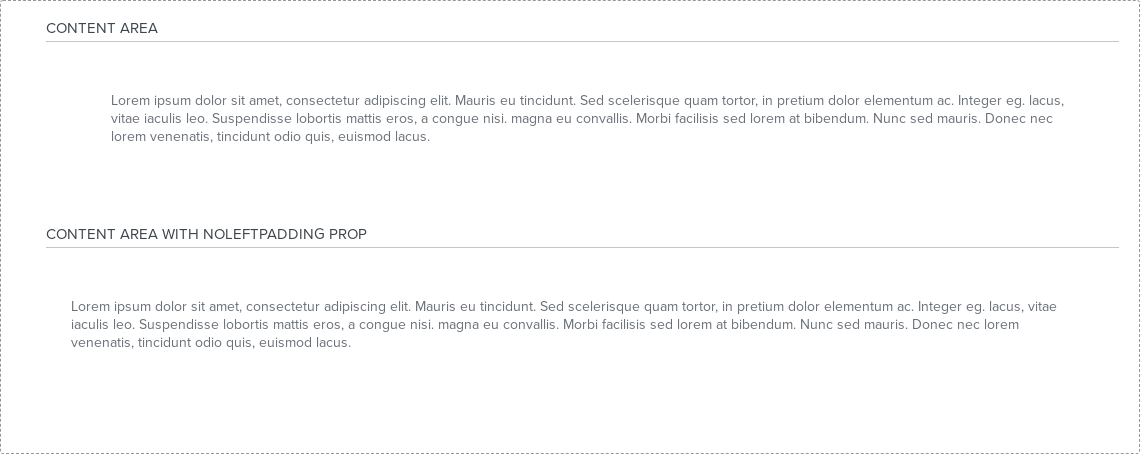 CONTENT AREA
Lorem ipsum dolor sit amet, consectetur adipiscing elit. Mauris eu tincidunt. Sed scelerisque quam tortor, in pretium dolor elementum ac. Integer eg. lacus,
vitae iaculis leo. Suspendisse lobortis mattis eros, a congue nisi. magna eu convallis. Morbi facilisis sed lorem at bibendum. Nunc sed mauris. Donec nec
lorem venenatis, tincidunt odio quis, euismod lacus.
CONTENT AREA WITH NOLEFTPADDING PROP
Lorem ipsum dolor sit amet, consectetur adipiscing elit. Mauris eu tincidunt. Sed scelerisque quam tortor, in pretium dolor elementum ac. Integer eg. lacus, vitae
iaculis leo. Suspendisse lobortis mattis eros, a congue nisi. magna eu convallis. Morbi facilisis sed lorem at bibendum. Nunc sed mauris. Donec nec lorem
venenatis, tincidunt odio quis, euismod lacus.